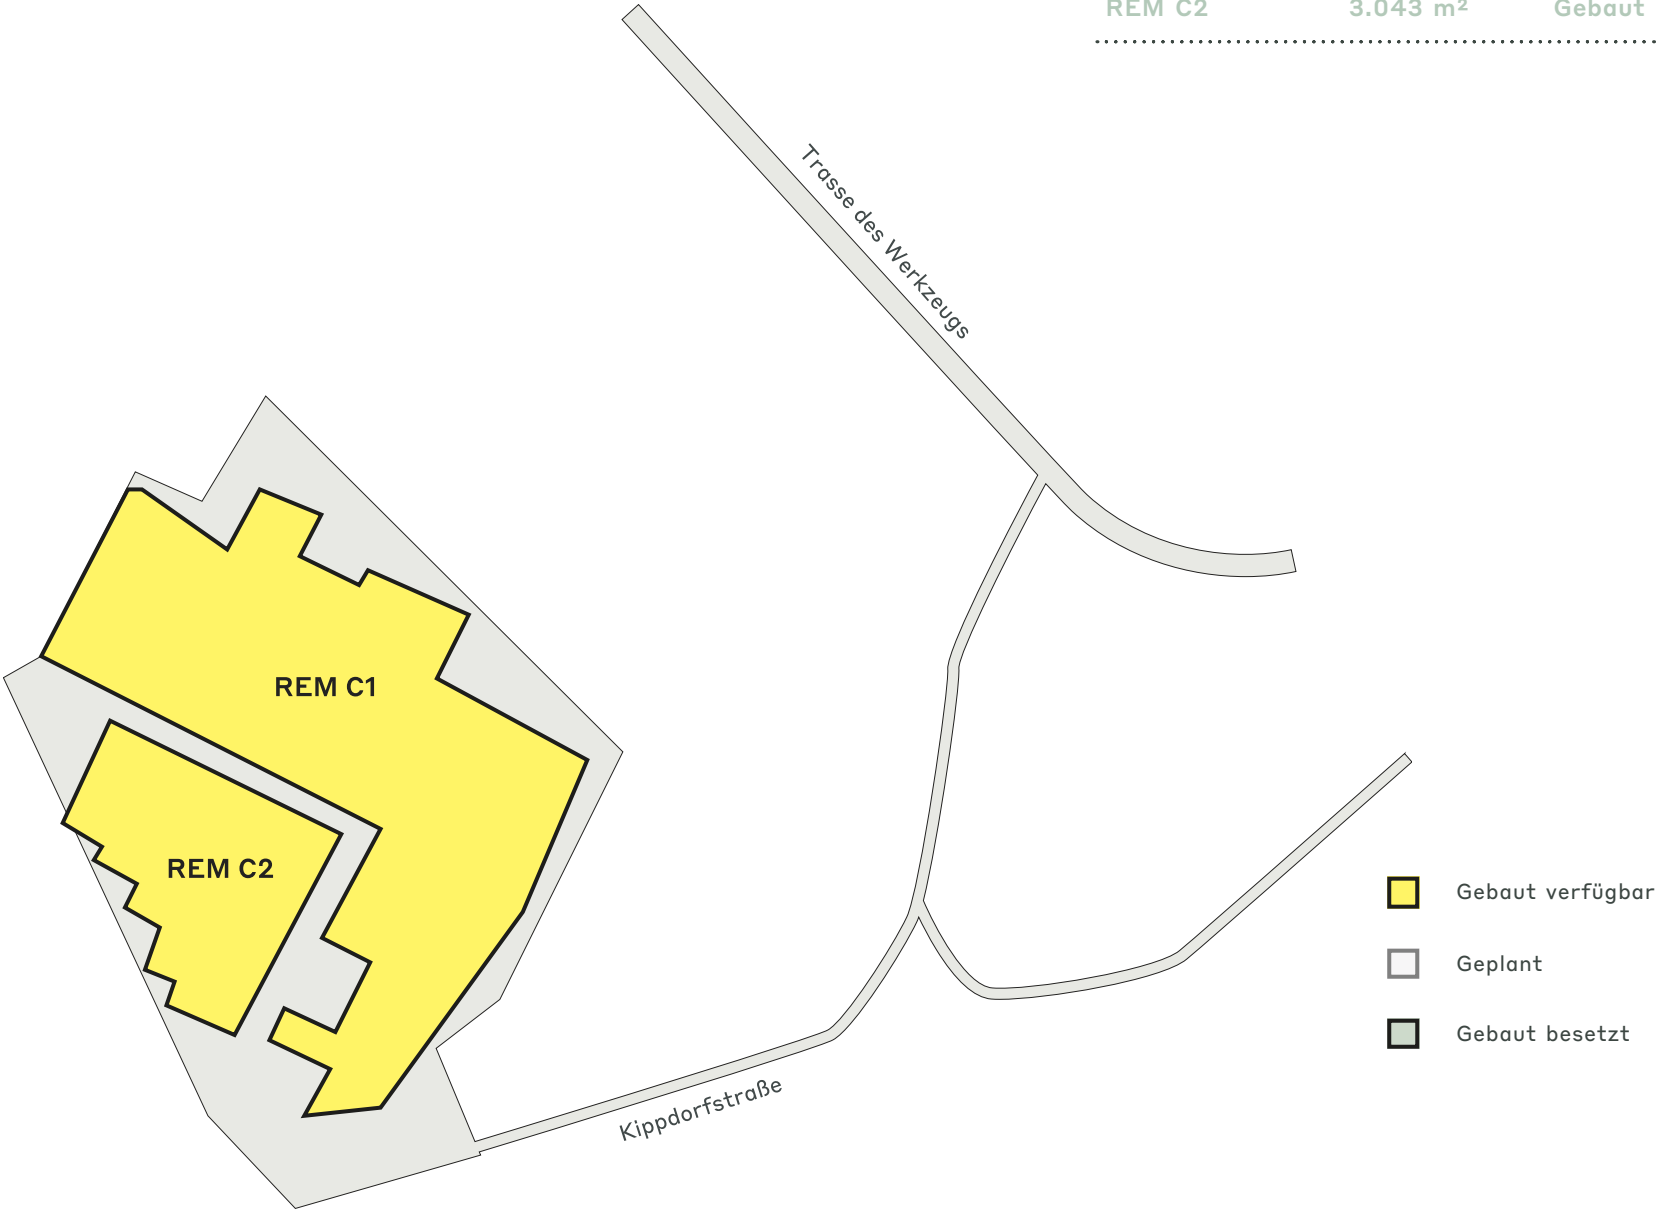 REM C2 3.043 m² Gebaut
Trasse des Werkzeugs
REM C1
REM C2
Gebaut verfügbar
Geplant
Gebaut besetzt
Kippdorfstraße